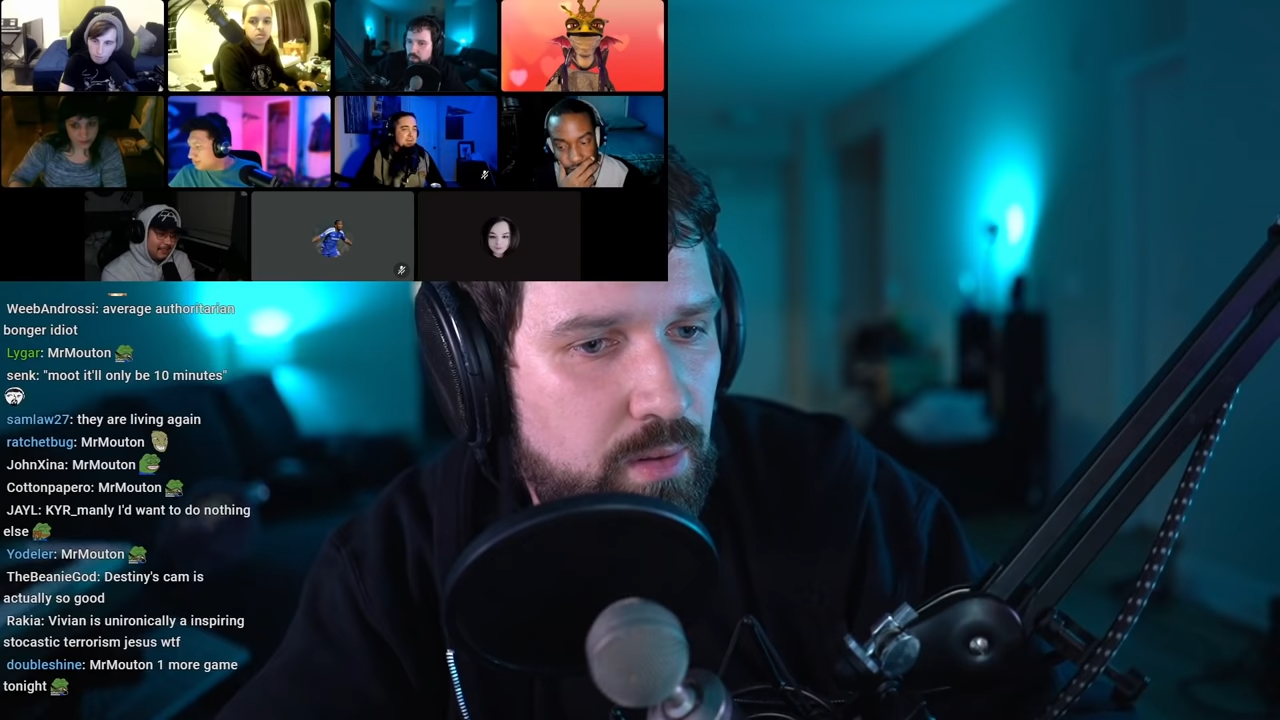 WeebAndrossi: average authoritarian
bonger idiot
Lygar: MrMouton
senk: "moot it'll only be 10 minutes"
samlaw27: they are living again
ratchetbug: MrMouton
JohnXina: MrMouton
Cottonpapero: MrMouton
JAYL: KYR_manly I'd want to do nothing
else
Yodeler: MrMouton
TheBeanieGod: Destiny's cam is
actually so good
Rakia: Vivian is unironically a inspiring
stocastic terrorism jesus wtf
doubleshine: MrMouton 1 more game
tonight